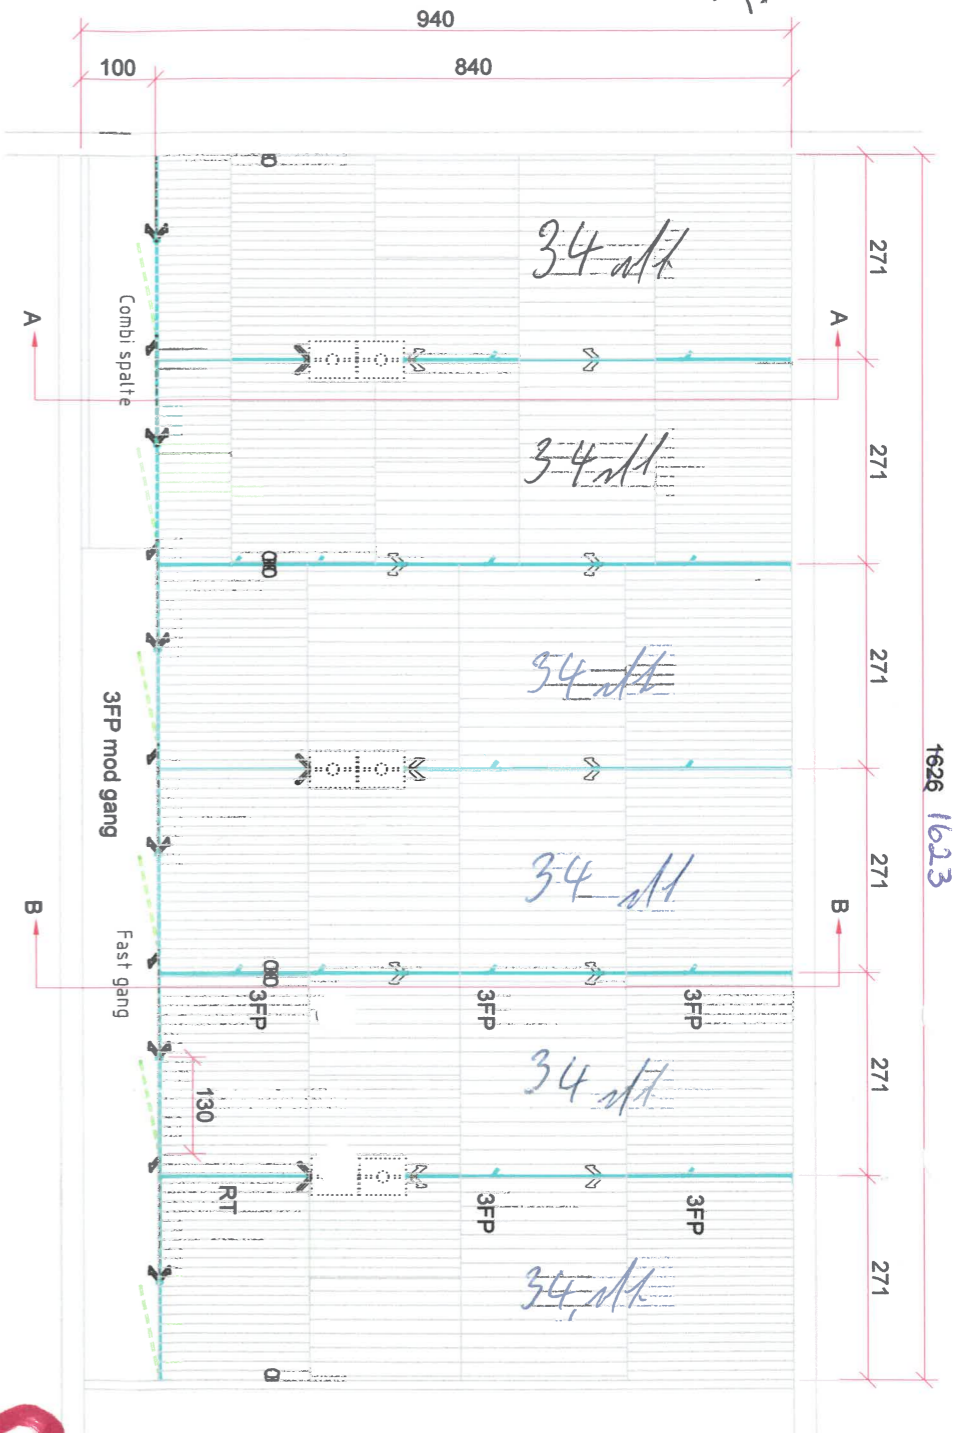 940
100
840
271
34 stk
A
A
Combi spalte
271
34 stk
271
34 stk
3FP mod gang
1626 1623
271
34 stk
B
B
Fast gang
3FP
3FP
3FP
271
34 stk
130
RT
3FP
3FP
271
34 stk